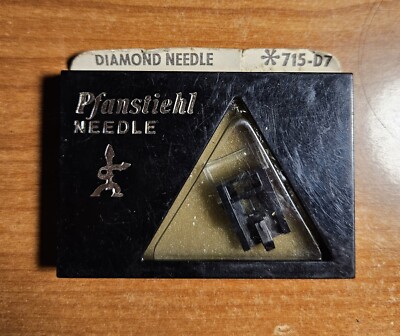 DIAMOND NEEDLE *715-D7
Pfanstiehl
NEEDLE